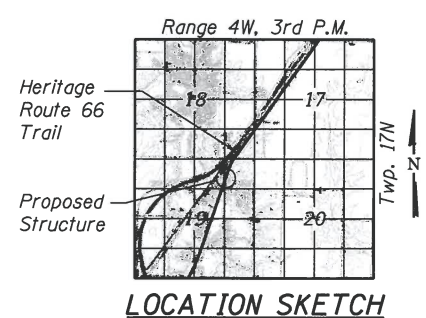 Range 4W, 3rd P.M.
Heritage
Route 66
Trail
18
17
Twp. 17N
N
Proposed
Structure
19
20
LOCATION SKETCH